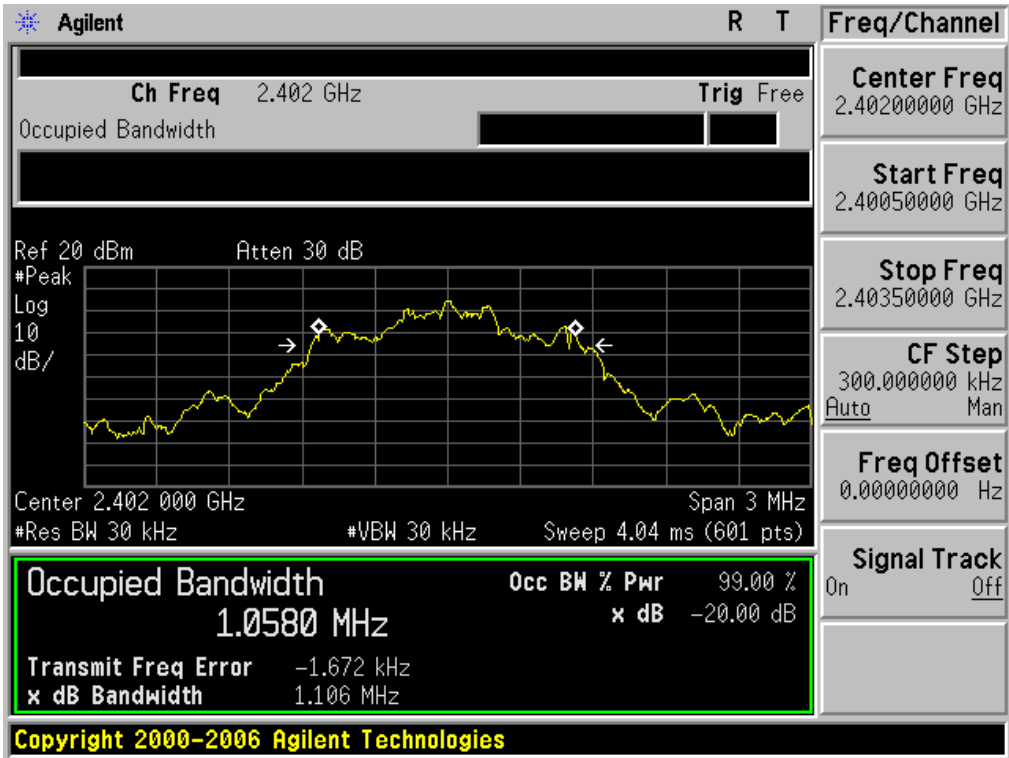 Agilent R T
Ch Freq 2.402 GHz Trig Free
Occupied Bandwidth
Ref 20 dBm Atten 30 dB
#Peak
Log
10
dB/
Center 2.402 000 GHz Span 3 MHz
#Res BW 30 kHz #VBW 30 kHz Sweep 4.04 ms (601 pts)
Occupied Bandwidth Occ BW % Pwr 99.00 %
1.0580 MHz x dB -20.00 dB
Transmit Freq Error -1.672 kHz
x dB Bandwidth 1.106 MHz
Copyright 2000-2006 Agilent Technologies
Freq/Channel
Center Freq
2.40200000 GHz
Start Freq
2.40050000 GHz
Stop Freq
2.40350000 GHz
CF Step
300.000000 kHz
Auto Man
Freq Offset
0.00000000 Hz
Signal Track
On Off